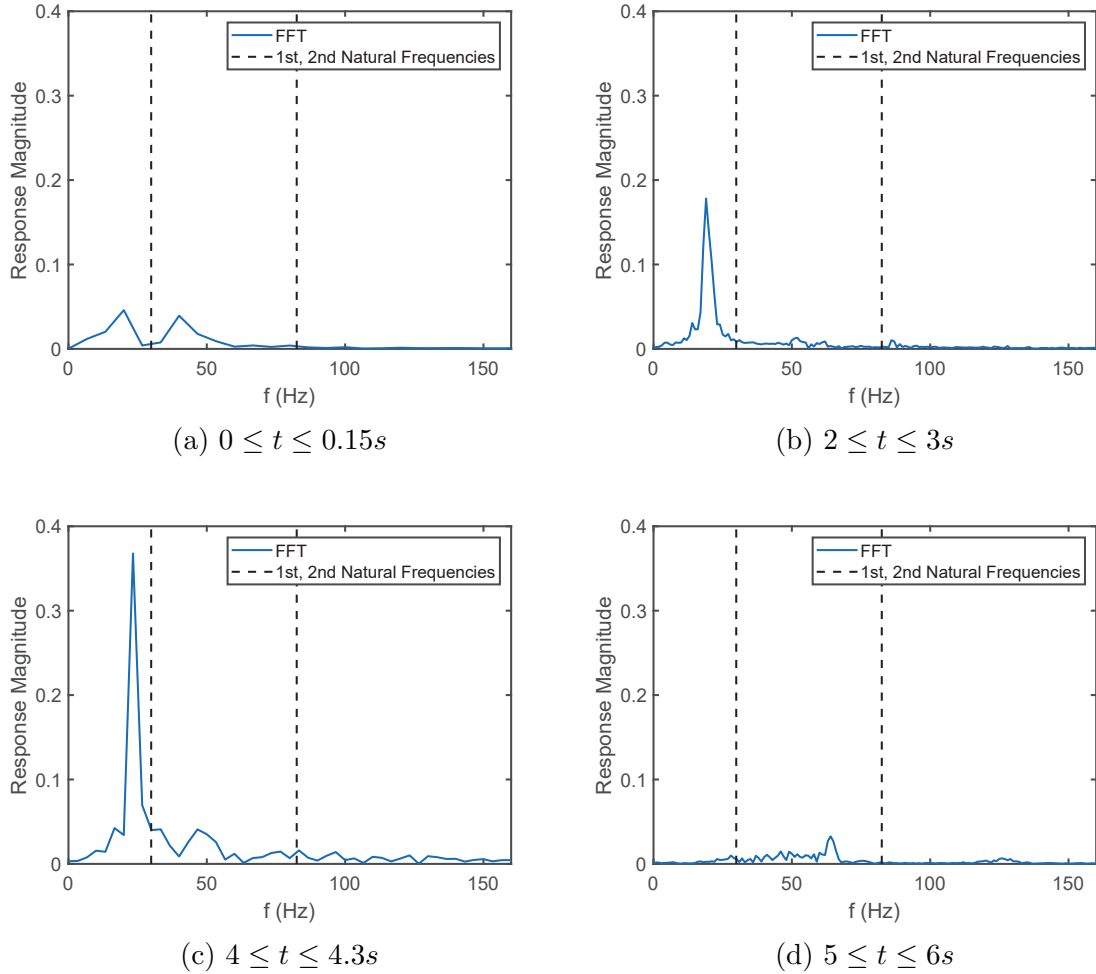 0.4
0.3
0.2
0.1
0
Response Magnitude
FFT
1st, 2nd Natural Frequencies
0 50 100 150
f (Hz)
(a) 0 ≤ t ≤ 0.15s
0.4
0.3
0.2
0.1
0
Response Magnitude
FFT
1st, 2nd Natural Frequencies
0 50 100 150
f (Hz)
(b) 2 ≤ t ≤ 3s
0.4
0.3
0.2
0.1
0
Response Magnitude
FFT
1st, 2nd Natural Frequencies
0 50 100 150
f (Hz)
(c) 4 ≤ t ≤ 4.3s
0.4
0.3
0.2
0.1
0
Response Magnitude
FFT
1st, 2nd Natural Frequencies
0 50 100 150
f (Hz)
(d) 5 ≤ t ≤ 6s